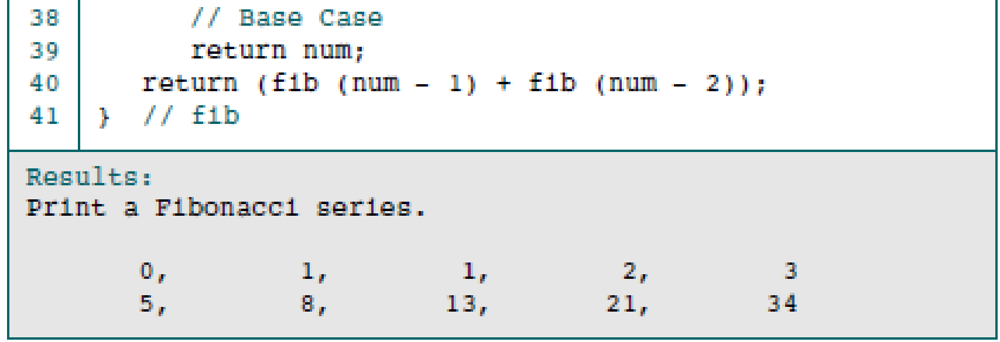 38 // Base Case
39 return num;
40 return (fib (num - 1) + fib (num - 2));
41 } // fib
Results:
Print a Fibonacci series.
0, 1, 1, 2, 3
5, 8, 13, 21, 34